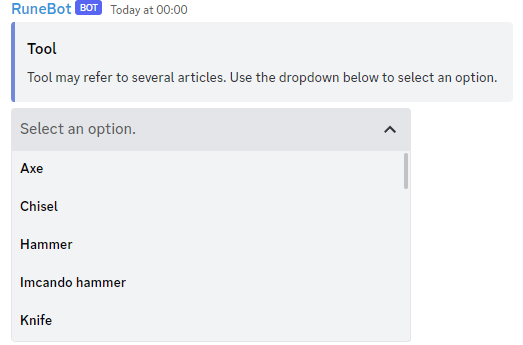 RuneBot BOT Today at 00:00
Tool
Tool may refer to several articles. Use the dropdown below to select an option.
Select an option.
Axe
Chisel
Hammer
Imcando hammer
Knife